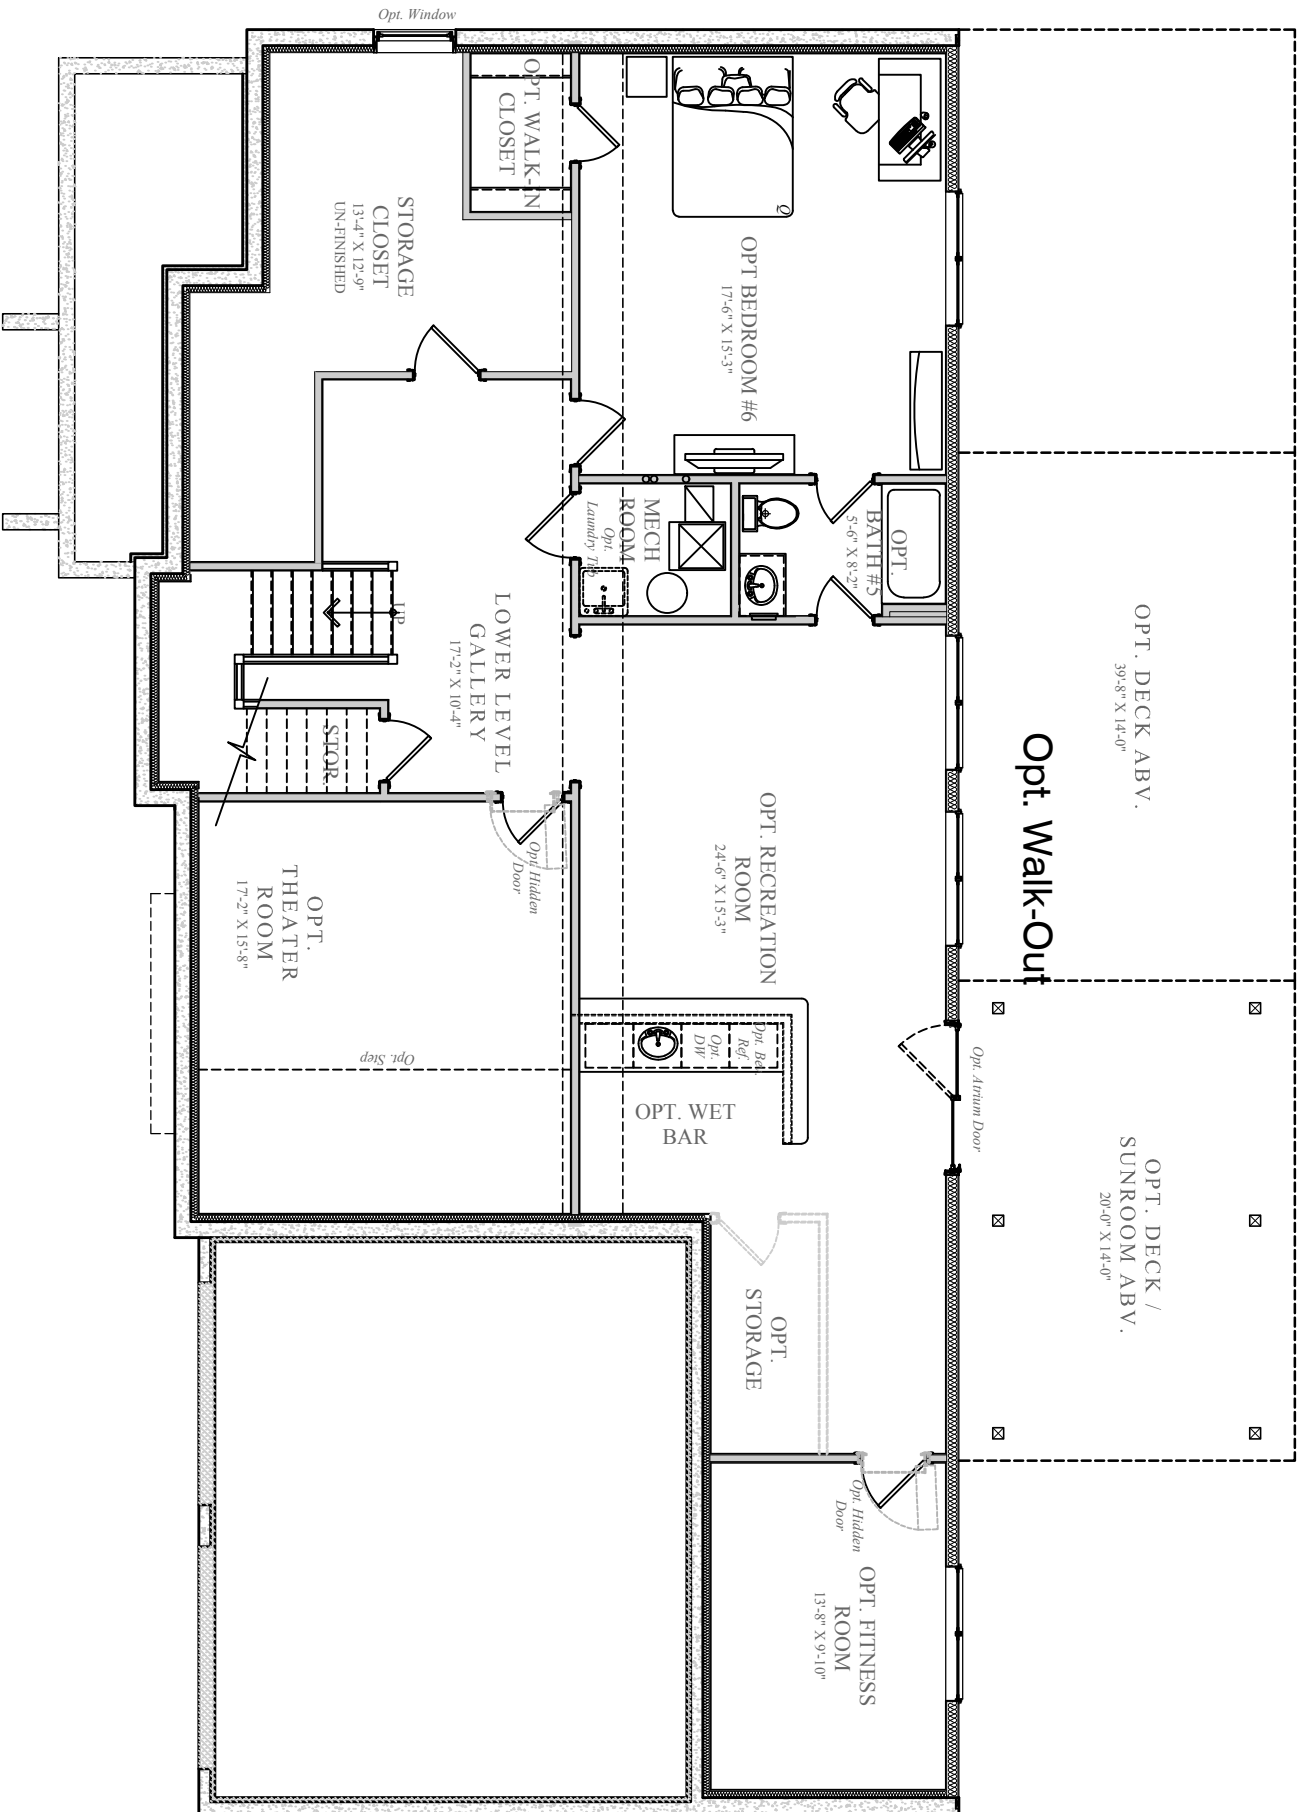 Opt. Window
OPT. WALK-IN
CLOSET
STORAGE
CLOSET
13'-4" X 12'-9"
UN-FINISHED
Q
OPT BEDROOM #6
17'-6" X 15'-3"
MECH
ROOM
Opt.
Laundry Tub
OPT.
BATH #5
5'-6" X 8'-2"
UP
LOWER LEVEL
GALLERY
17'-2" X 10'-4"
STOR
OPT. DECK ABV.
39'-8" X 14'-0"
Opt. Walk-Out
OPT. RECREATION
ROOM
24'-6" X 15'-3"
Opt. Hidden
Door
OPT.
THEATER
ROOM
17'-2" X 15'-8"
Opt. Step
Opt. Bev.
Ref.
Opt.
DW
OPT. WET
BAR
Opt. Atrium Door
OPT. DECK /
SUNROOM ABV.
20'-0" X 14'-0"
OPT.
STORAGE
Opt. Hidden
Door
OPT. FITNESS
ROOM
13'-8" X 9'-10"